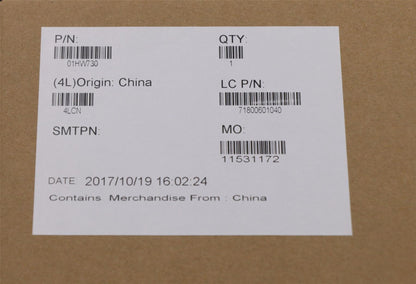 P/N: QTY:
01HW730 1
(4L)Origin: China LC P/N:
4LCN 71800601040
SMTPN: MO:
11531172
DATE 2017/10/19 16:02:24
Contains Merchandise From : China